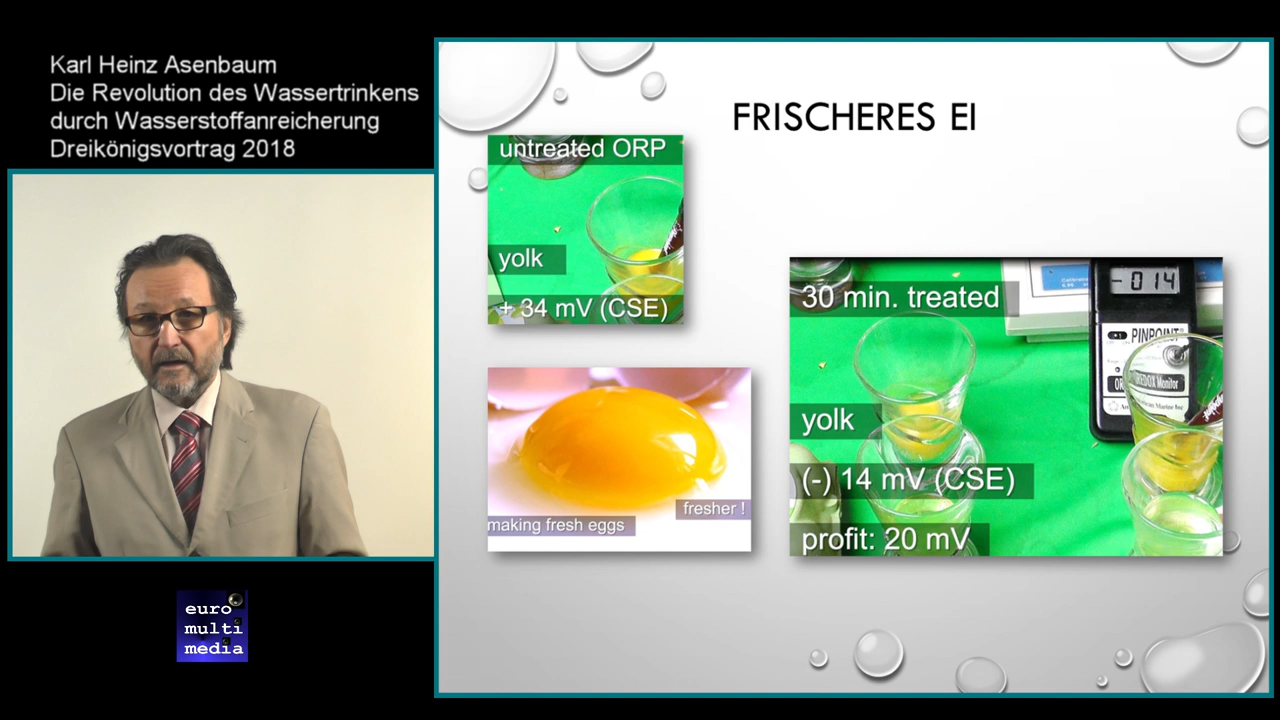 Karl Heinz Asenbaum
Die Revolution des Wassertrinkens
durch Wasserstoffanreicherung
Dreikönigsvortrag 2018
FRISCHERES EI
untreated ORP
yolk
+ 34 mV (CSE)
making fresh eggs
fresher !
30 min. treated
yolk
(-) 14 mV (CSE)
profit: 20 mV
-014
PINPOINT
Monitor
euro
multi
media